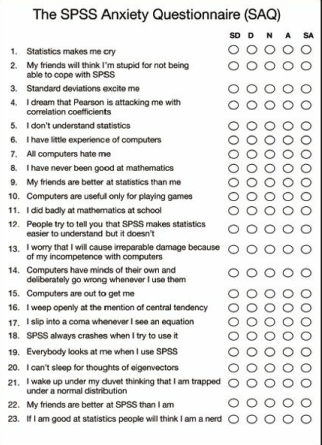 The SPSS Anxiety Questionnaire (SAQ)
SD D N A SA
1. Statistics makes me cry
2. My friends will think I'm stupid for not being
able to cope with SPSS
3. Standard deviations excite me
4. I dream that Pearson is attacking me with
correlation coefficients
5. I don't understand statistics
6. I have little experience of computers
7. All computers hate me
8. I have never been good at mathematics
9. My friends are better at statistics than me
10. Computers are useful only for playing games
11. I did badly at mathematics at school
12. People try to tell you that SPSS makes statistics
easier to understand but it doesn't
13. I worry that I will cause irreparable damage because
of my incompetence with computers
14. Computers have minds of their own and
deliberately go wrong whenever I use them
15. Computers are out to get me
16. I weep openly at the mention of central tendency
17. I slip into a coma whenever I see an equation
18. SPSS always crashes when I try to use it
19. Everybody looks at me when I use SPSS
20. I can't sleep for thoughts of eigenvectors
21. I wake up under my duvet thinking that I am trapped
under a normal distribution
22. My friends are better at SPSS than I am
23. If I am good at statistics people will think I am a nerd